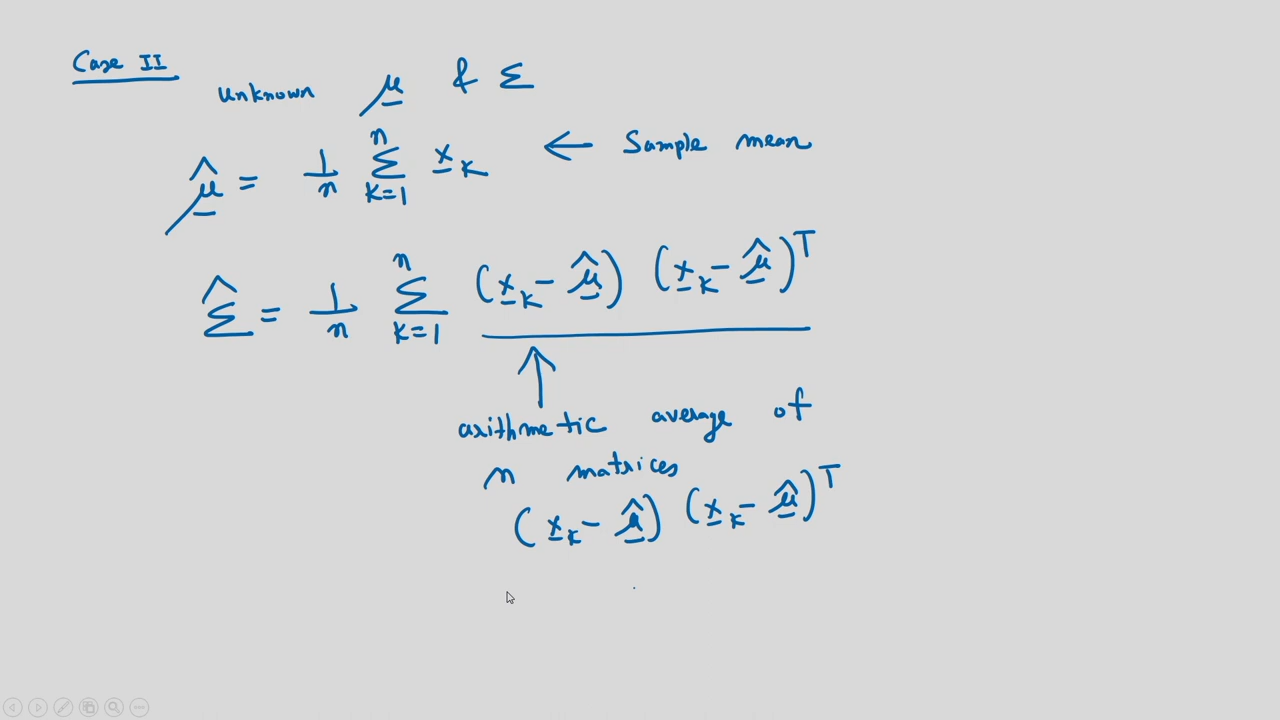 Case II
unknown μ & Σ
μ̂ = 1/n Σ_{k=1}^{n} x_k ← Sample mean
Σ̂ = 1/n Σ_{k=1}^{n} (x_k - μ̂) (x_k - μ̂)^T
↑
arithmetic average of
n matrices
(x_k - μ̂) (x_k - μ̂)^T